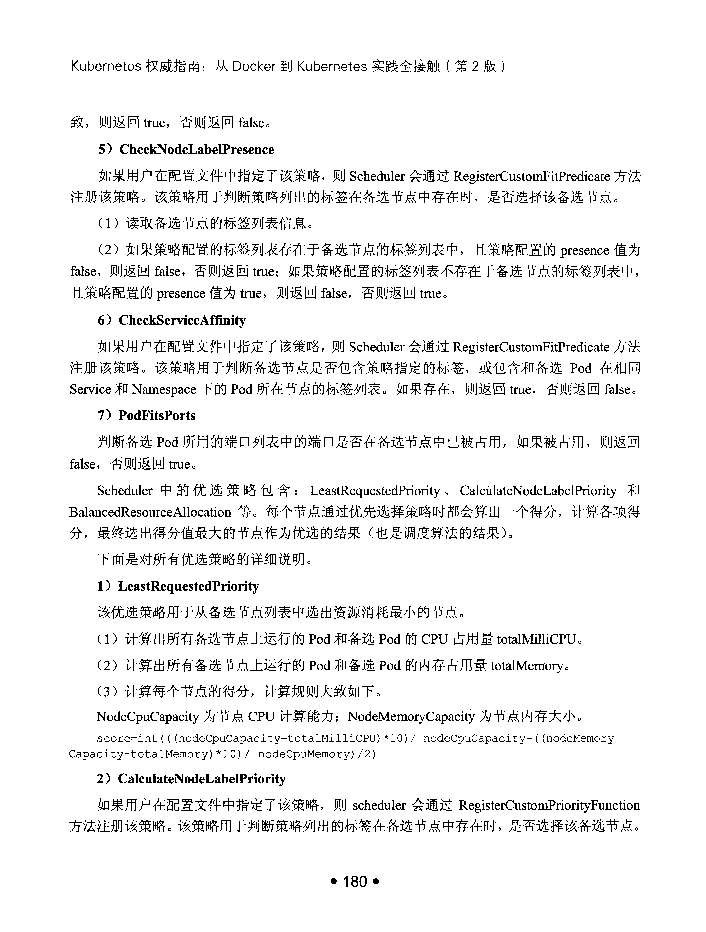 Kubernetes 权威指南：从 Docker 到 Kubernetes 实践全接触（第 2 版）
致，则返回 true，否则返回 false。
5）CheckNodeLabelPresence
如果用户在配置文件中指定了该策略，则 Scheduler 会通过 RegisterCustomFitPredicate 方法
注册该策略。该策略用于判断策略列出的标签在备选节点中存在时，是否选择该备选节点。
（1）读取备选节点的标签列表信息。
（2）如果策略配置的标签列表存在于备选节点的标签列表中，且策略配置的 presence 值为
false，则返回 false，否则返回 true；如果策略配置的标签列表不存在于备选节点的标签列表中，
且策略配置的 presence 值为 true，则返回 false，否则返回 true。
6）CheckServiceAffinity
如果用户在配置文件中指定了该策略，则 Scheduler 会通过 RegisterCustomFitPredicate 方法
注册该策略。该策略用于判断备选节点是否包含策略指定的标签，或包含和备选 Pod 在相同
Service 和 Namespace 下的 Pod 所在节点的标签列表。如果存在，则返回 true，否则返回 false。
7）PodFitsPorts
判断备选 Pod 所用的端口列表中的端口是否在备选节点中已被占用，如果被占用，则返回
false，否则返回 true。
Scheduler 中的优选策略包含：LeastRequestedPriority、CalculateNodeLabelPriority 和
BalancedResourceAllocation 等。每个节点通过优先选择策略时都会算出一个得分，计算各项得
分，最终选出得分值最大的节点作为优选的结果（也是调度算法的结果）。
下面是对所有优选策略的详细说明。
1）LeastRequestedPriority
该优选策略用于从备选节点列表中选出资源消耗最小的节点。
（1）计算出所有备选节点上运行的 Pod 和备选 Pod 的 CPU 占用量 totalMilliCPU。
（2）计算出所有备选节点上运行的 Pod 和备选 Pod 的内存占用量 totalMemory。
（3）计算每个节点的得分，计算规则大致如下。
NodeCpuCapacity 为节点 CPU 计算能力；NodeMemoryCapacity 为节点内存大小。
score=int(((nodeCpuCapacity-totalMilliCPU)*10)/ nodeCpuCapacity+((nodeMemory
Capacity-totalMemory)*10)/ nodeCpuMemory)/2)
2）CalculateNodeLabelPriority
如果用户在配置文件中指定了该策略，则 scheduler 会通过 RegisterCustomPriorityFunction
方法注册该策略。该策略用于判断策略列出的标签在备选节点中存在时，是否选择该备选节点。
• 180 •